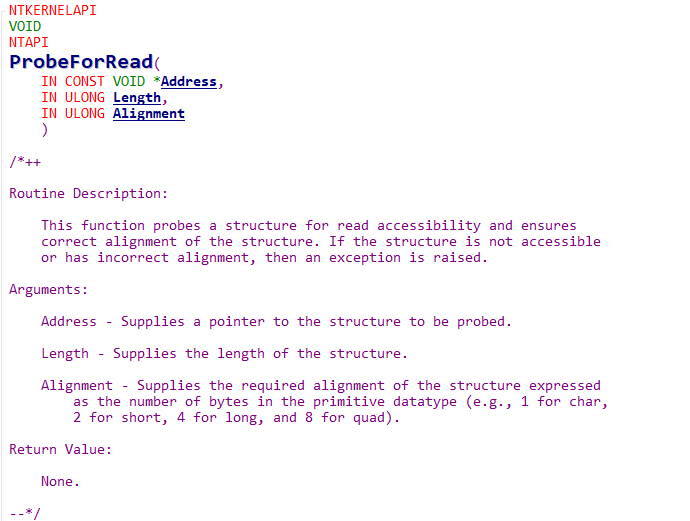 NTKERNELAPI
VOID
NTAPI
ProbeForRead(
    IN CONST VOID *Address,
    IN ULONG Length,
    IN ULONG Alignment
    )
/*++
Routine Description:
    This function probes a structure for read accessibility and ensures
    correct alignment of the structure. If the structure is not accessible
    or has incorrect alignment, then an exception is raised.
Arguments:
    Address - Supplies a pointer to the structure to be probed.
    Length - Supplies the length of the structure.
    Alignment - Supplies the required alignment of the structure expressed
        as the number of bytes in the primitive datatype (e.g., 1 for char,
        2 for short, 4 for long, and 8 for quad).
Return Value:
    None.
--*/